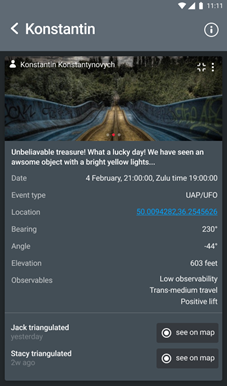 11:11
Konstantin
Konstantin Konstantynovych
Unbeliavable treasure! What a lucky day! We have seen an
awsome object with a bright yellow lights...
Date 4 February, 21:00:00, Zulu time 19:00:00
Event type UAP/UFO
Location 50.0094282,36.2545626
Bearing 230°
Angle -44°
Elevation 603 feet
Observables Low observability
Trans-medium travel
Positive lift
Jack triangulated
yesterday
see on map
Stacy triangulated
2w ago
see on map